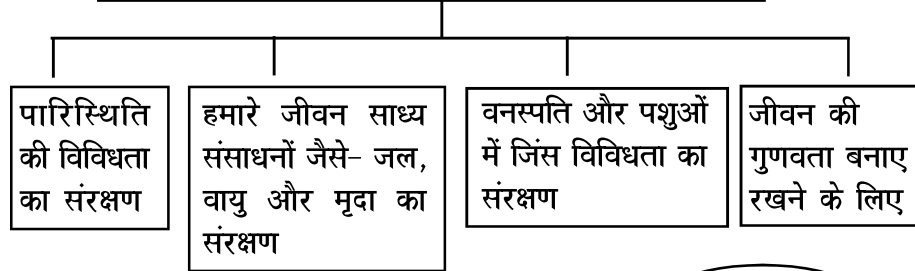 पारिस्थिति
की विविधता
का संरक्षण
हमारे जीवन साध्य
संसाधनों जैसे- जल,
वायु और मृदा का
संरक्षण
वनस्पति और पशुओं
में जिंस विविधता का
संरक्षण
जीवन की
गुणवता बनाए
रखने के लिए